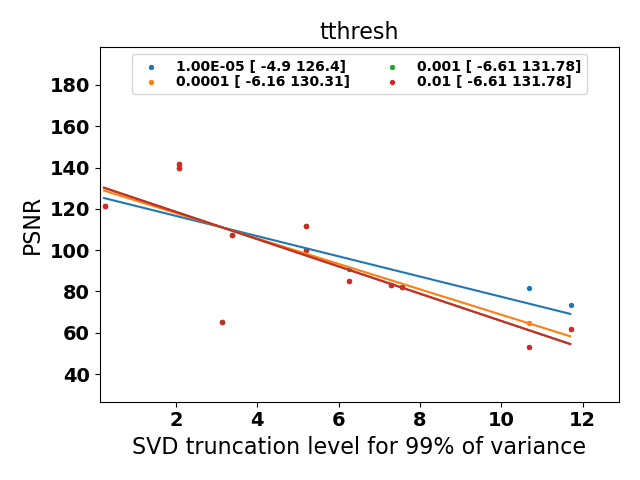 tthresh
1.00E-05 [ -4.9 126.4]
0.0001 [ -6.16 130.31]
0.001 [ -6.61 131.78]
0.01 [ -6.61 131.78]
PSNR
180
160
140
120
100
80
60
40
2 4 6 8 10 12
SVD truncation level for 99% of variance